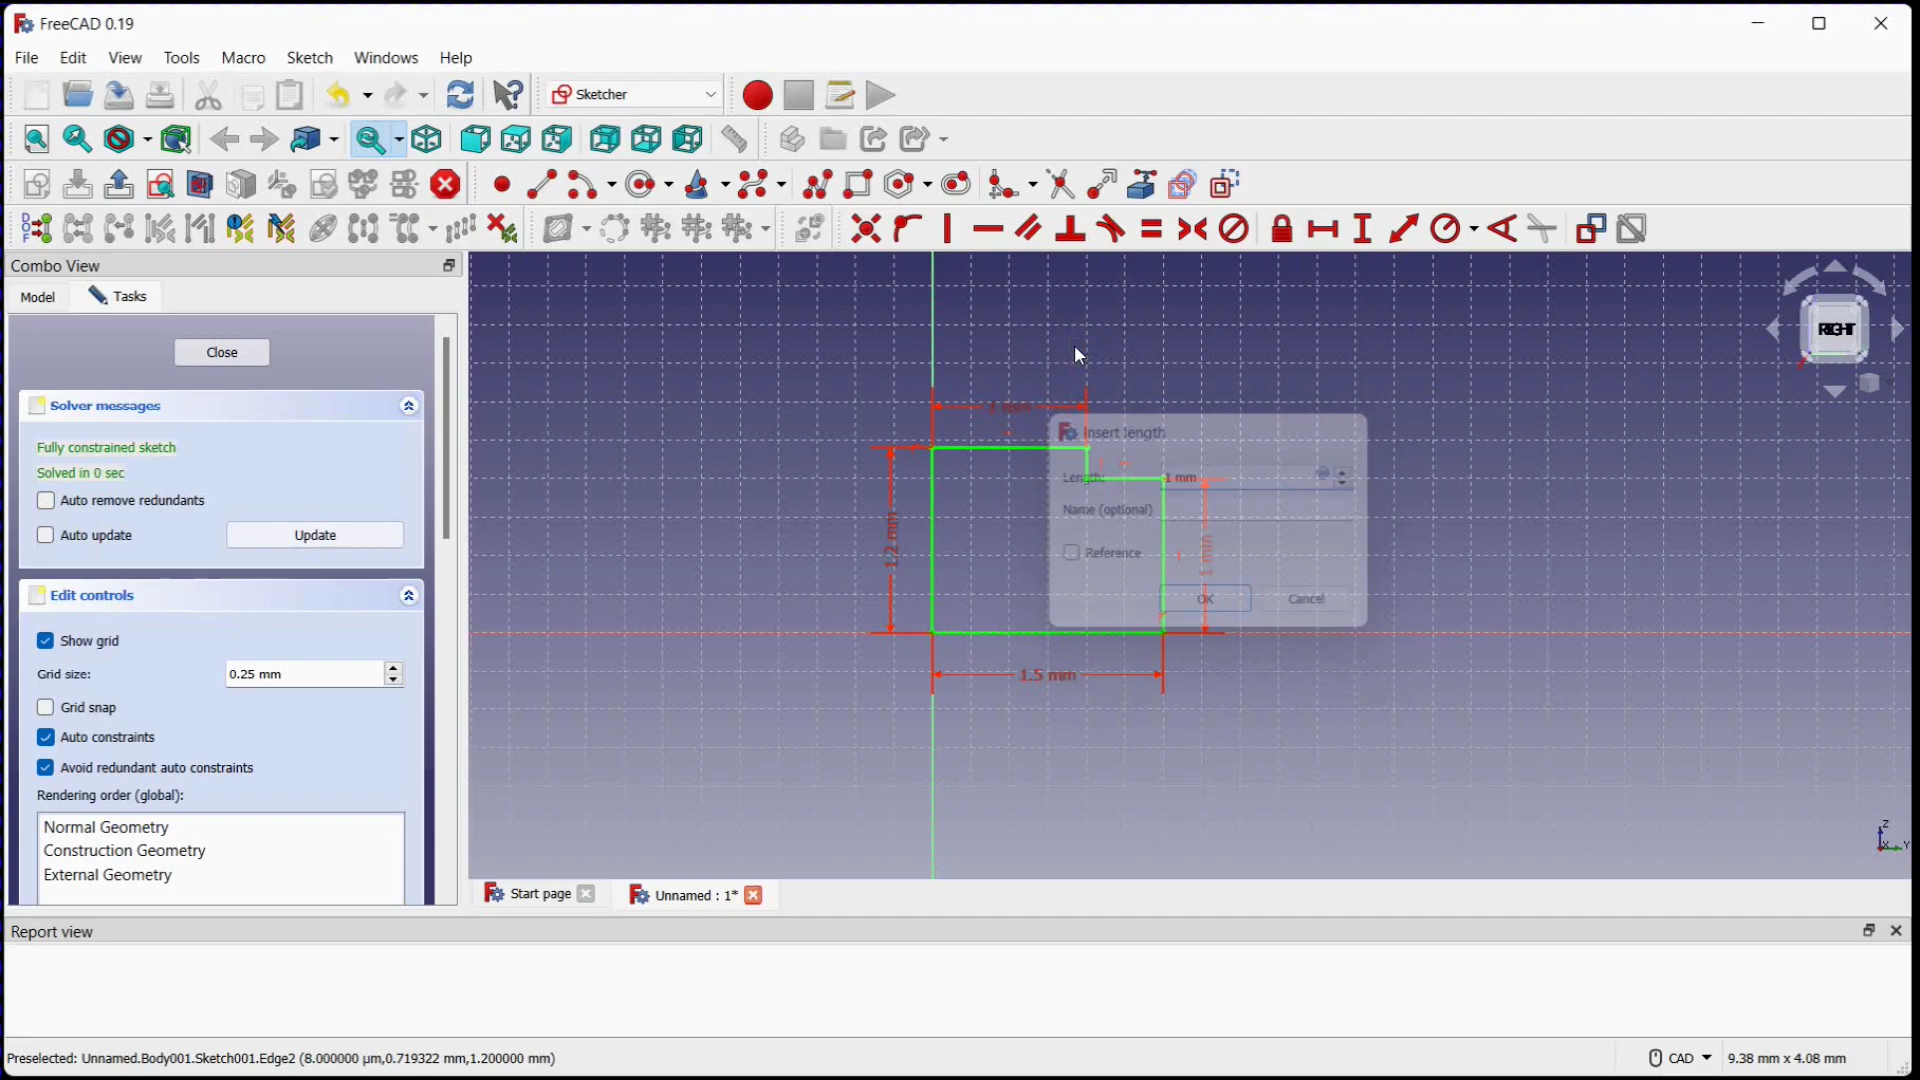 FreeCAD 0.19
File Edit View Tools Macro Sketch Windows Help
Sketcher
Combo View
Model Tasks
Close
Solver messages
Fully constrained sketch
Solved in 0 sec
Auto remove redundants
Auto update Update
Edit controls
Show grid
Grid size: 0.25 mm
Grid snap
Auto constraints
Avoid redundant auto constraints
Rendering order (global):
Normal Geometry
Construction Geometry
External Geometry
RIGHT
1 mm
Insert length
Length: 1 mm
Name (optional)
Reference
OK Cancel
1.2 mm
1 mm
1.5 mm
Z
X
Y
Start page Unnamed : 1*
Report view
Preselected: Unnamed.Body001.Sketch001.Edge2 (8.000000 µm,0.719322 mm,1.200000 mm)
CAD 9.38 mm x 4.08 mm